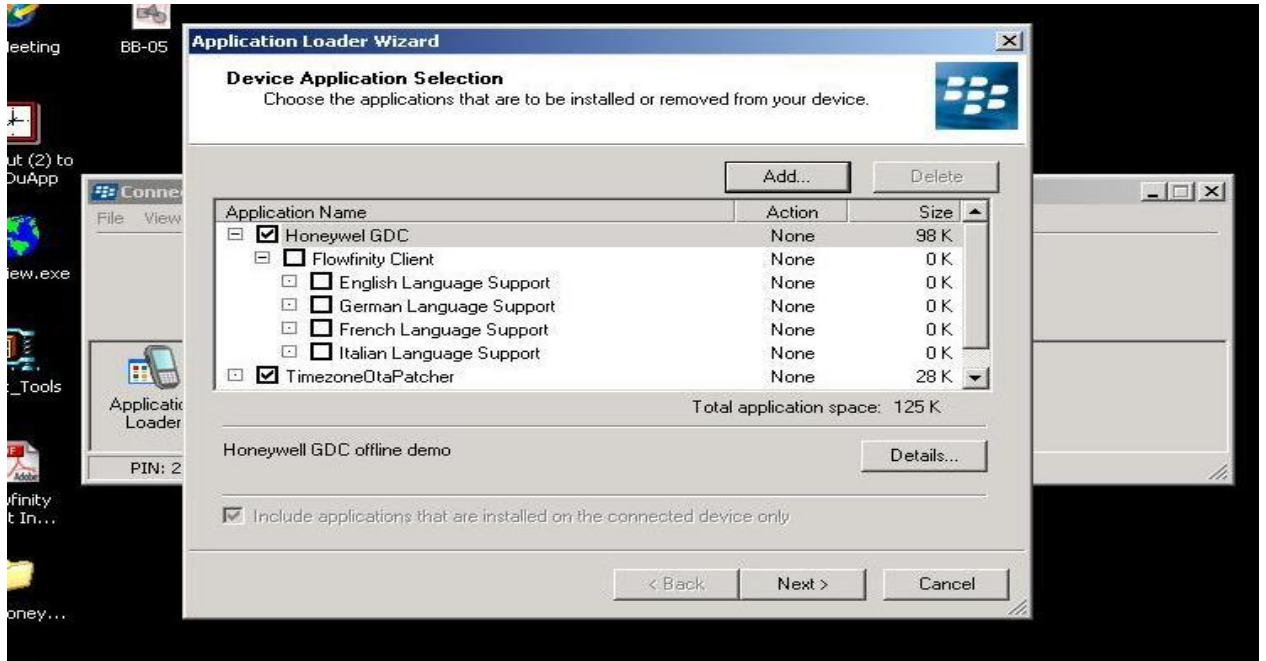 leeting
BB-05
Application Loader Wizard
Device Application Selection
Choose the applications that are to be installed or removed from your device.
ut (2) to
DuApp
Add...
Delete
Conne
File View
Application Name Action Size
Honeywel GDC None 98 K
Flowfinity Client None 0 K
English Language Support None 0 K
German Language Support None 0 K
French Language Support None 0 K
Italian Language Support None 0 K
TimezoneOtaPatcher None 28 K
iew.exe
t_Tools
Applicatio
Loader
Total application space: 125 K
Honeywell GDC offline demo
Details...
PIN: 2
Adobe
wfinity
t In...
Include applications that are installed on the connected device only
< Back
Next >
Cancel
oney...